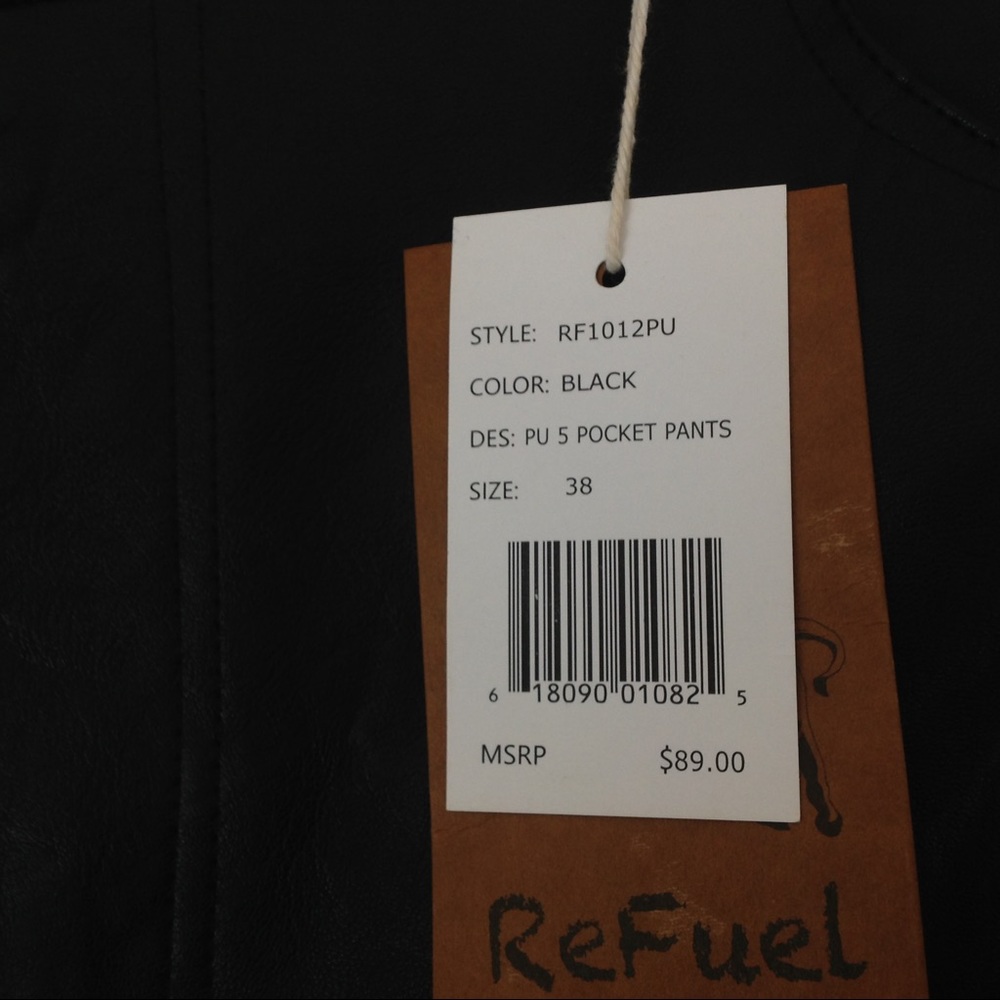 STYLE: RF1012PU
COLOR: BLACK
DES: PU 5 POCKET PANTS
SIZE: 38
6 18090 01082 5
MSRP $89.00
ReFuel